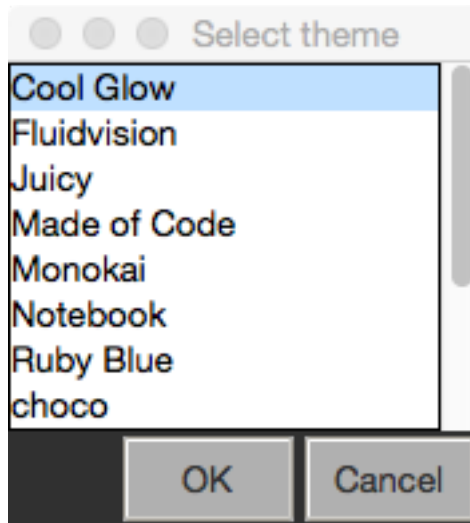 Select theme
Cool Glow
Fluidvision
Juicy
Made of Code
Monokai
Notebook
Ruby Blue
choco
OK Cancel